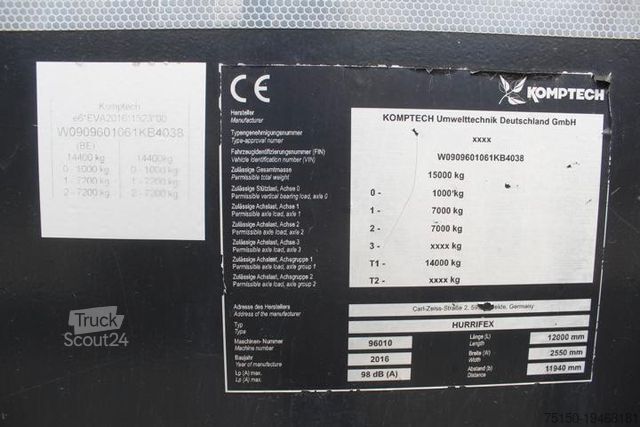 Komptech
e6*EVA2016*1523*00
W0909601061KB4038
(BE)
14400 kg 14400 kg
0 - 1000 kg 0 - 1000 kg
1 - 7200 kg 1 - 7200 kg
2 - 7200 kg 2 - 7200 kg
CE
KOMPTECH
Hersteller
Manufacturer
KOMPTECH Umwelttechnik Deutschland GmbH
Typengenehmigungsnummer
Type-approval numer
xxxx
Fahrzeugidentifizierungsnummer (FIN)
Vehicle identification number (VIN)
W0909601061KB4038
Zulässige Gesamtmasse
Permissible total weight
15000 kg
Zulässige Stützlast, Achse 0
Permissible vertical bearing load, axle 0
0 - 1000 kg
Zulässige Achslast, Achse 1
Permissible axle load, axle 1
1 - 7000 kg
Zulässige Achslast, Achse 2
Permissible axle load, axle 2
2 - 7000 kg
Zulässige Achslast, Achse 3
Permissible axle load, axle 3
3 - xxxx kg
Zulässige Achslast, Achsgruppe 1
Permissible axle load, axle group 1
T1 - 14000 kg
Zulässige Achslast, Achsgruppe 2
Permissible axle load, axle group 2
T2 - xxxx kg
Adresse des Herstellers
Address of the manufacturer
Carl-Zeiss-Straße 2, Germany
Typ
Type
HURRIFEX
Maschinen- Nummer
Machine number
96010
Länge (L)
Length
12000 mm
Baujahr
Year of manufacture
2016
Breite (W)
Width
2550 mm
Lp (A) max.
Lp (A) max.
98 dB (A)
Abstand (b)
Distance
11940 mm
Truck
Scout24
75150-19463181